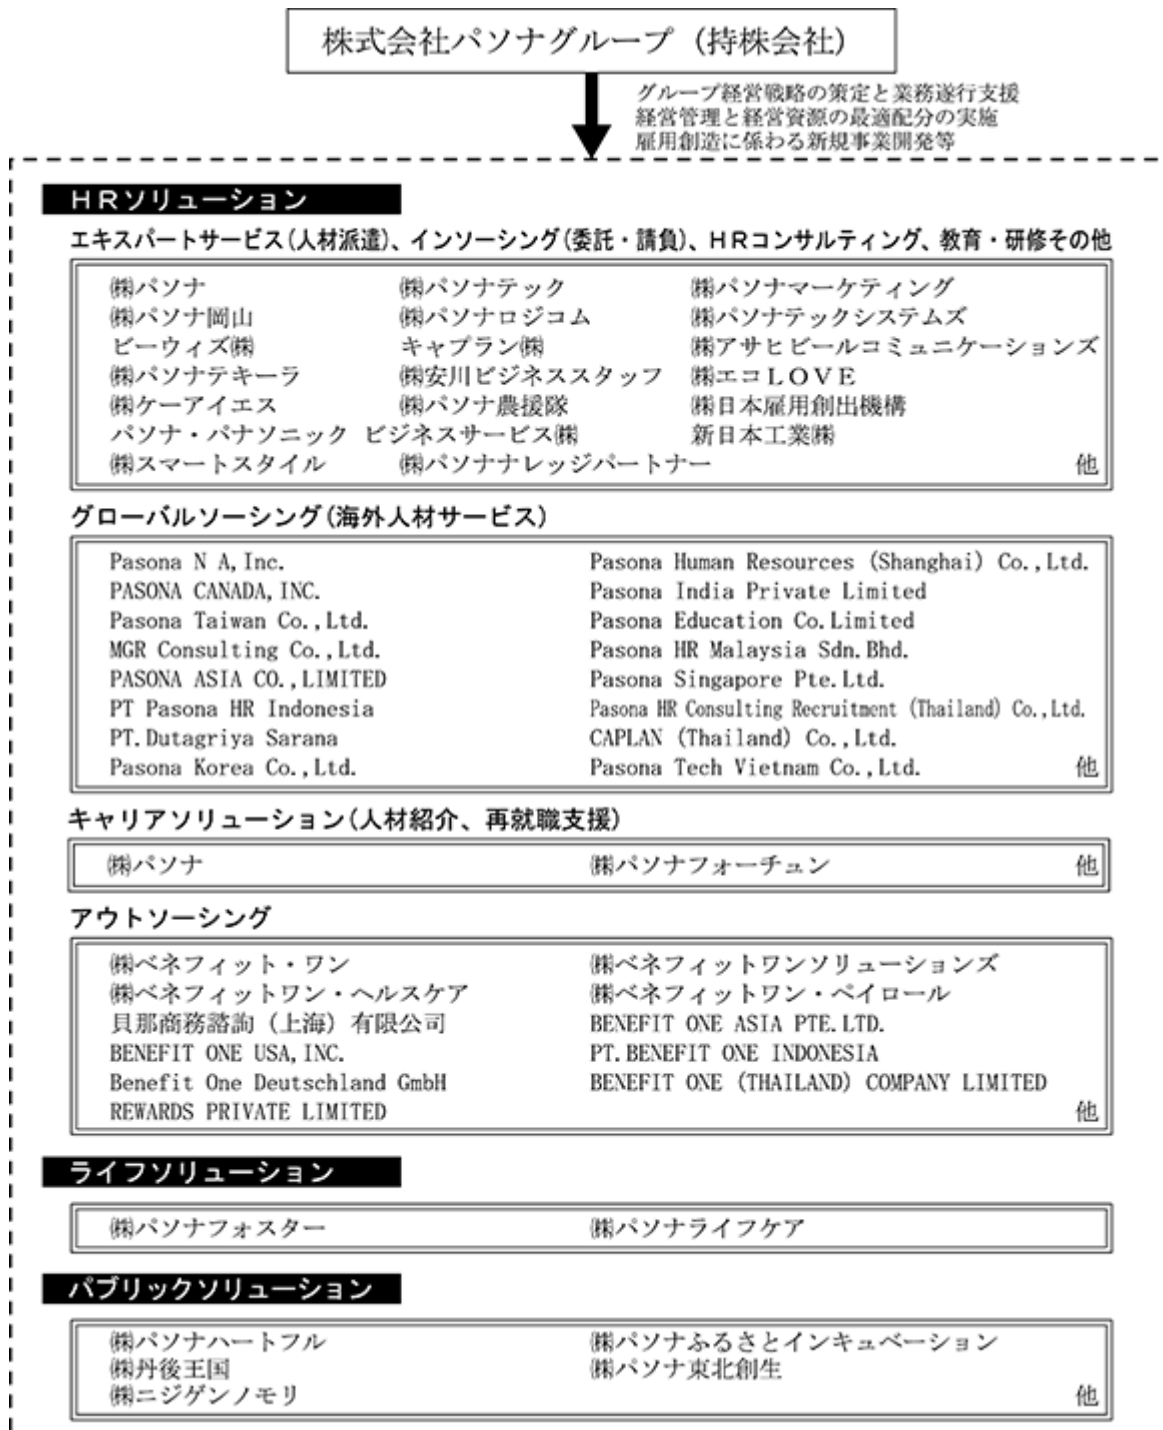 株式会社パソナグループ (持株会社)
グループ経営戦略の策定と業務遂行支援
経営管理と経営資源の最適配分の実施
雇用創造に係わる新規事業開発等
ＨＲソリューション
エキスパートサービス(人材派遣)、インソーシング(委託・請負)、ＨＲコンサルティング、教育・研修その他
㈱パソナ ㈱パソナテック ㈱パソナマーケティング
㈱パソナ岡山 ㈱パソナロジコム ㈱パソナテックシステムズ
ビーウィズ㈱ キャプラン㈱ ㈱アサヒビールコミュニケーションズ
㈱パソナテキーラ ㈱安川ビジネススタッフ ㈱エコＬＯＶＥ
㈱ケーアイエス ㈱パソナ農援隊 ㈱日本雇用創出機構
パソナ・パナソニック ビジネスサービス㈱ 新日本工業㈱
㈱スマートスタイル ㈱パソナナレッジパートナー 他
グローバルソーシング(海外人材サービス)
Pasona N A,Inc. Pasona Human Resources (Shanghai) Co.,Ltd.
PASONA CANADA,INC. Pasona India Private Limited
Pasona Taiwan Co.,Ltd. Pasona Education Co.Limited
MGR Consulting Co.,Ltd. Pasona HR Malaysia Sdn.Bhd.
PASONA ASIA CO.,LIMITED Pasona Singapore Pte.Ltd.
PT Pasona HR Indonesia Pasona HR Consulting Recruitment (Thailand) Co.,Ltd.
PT.Dutagriya Sarana CAPLAN (Thailand) Co.,Ltd.
Pasona Korea Co.,Ltd. Pasona Tech Vietnam Co.,Ltd. 他
キャリアソリューション(人材紹介、再就職支援)
㈱パソナ ㈱パソナフォーチュン 他
アウトソーシング
㈱ベネフィット・ワン ㈱ベネフィットワンソリューションズ
㈱ベネフィットワン・ヘルスケア ㈱ベネフィットワン・ペイロール
貝那商務諮詢 (上海) 有限公司 BENEFIT ONE ASIA PTE.LTD.
BENEFIT ONE USA,INC. PT.BENEFIT ONE INDONESIA
Benefit One Deutschland GmbH BENEFIT ONE (THAILAND) COMPANY LIMITED
REWARDS PRIVATE LIMITED 他
ライフソリューション
㈱パソナフォスター ㈱パソナライフケア
パブリックソリューション
㈱パソナハートフル ㈱パソナふるさとインキュベーション
㈱丹後王国 ㈱パソナ東北創生
㈱ニジゲンノモリ 他